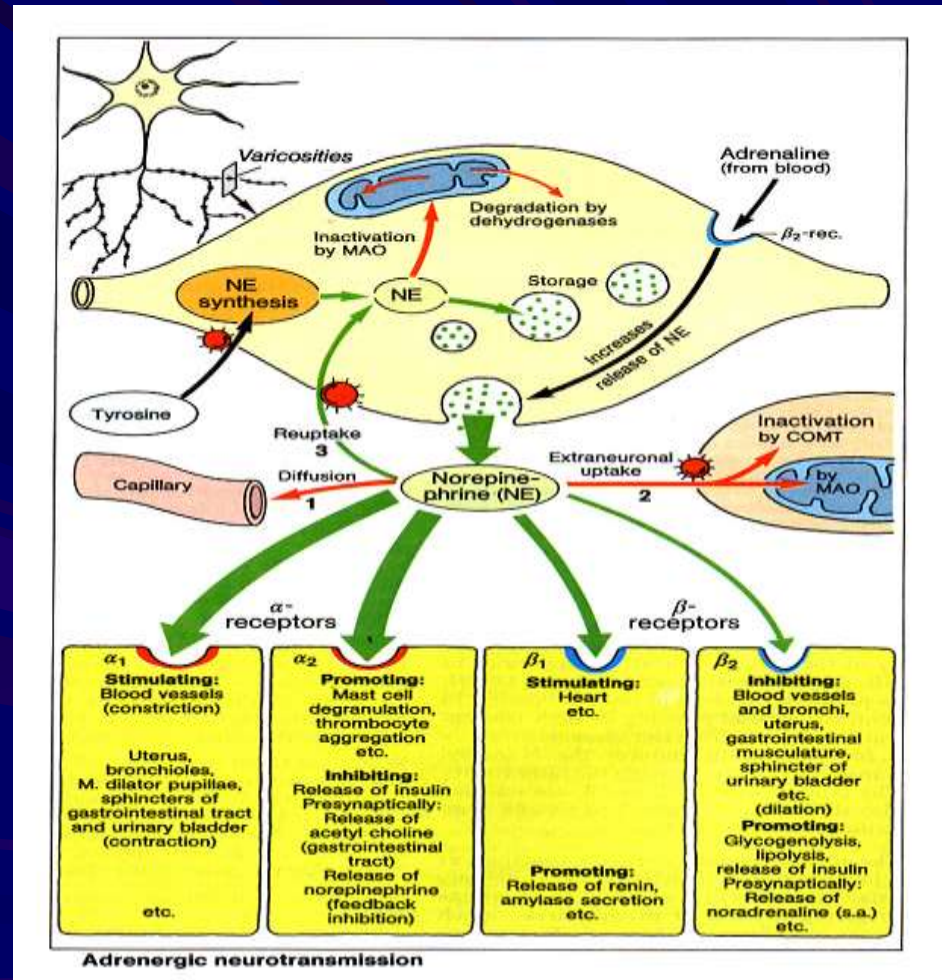 Varicosities
Adrenaline
(from blood)
Degradation by
dehydrogenases
β2-rec.
Inactivation
by MAO
NE
synthesis
NE
Storage
Increases
release of NE
Tyrosine
Reuptake
3
Inactivation
by COMT
Extraneuronal
uptake
2
by
MAO
Capillary
Diffusion
1
Norepine-
phrine (NE)
α-
receptors
β-
receptors
α1
Stimulating:
Blood vessels
(constriction)
Uterus,
bronchioles,
M. dilator pupillae,
sphincters of
gastrointestinal tract
and urinary bladder
(contraction)
etc.
α2
Promoting:
Mast cell
degranulation,
thrombocyte
aggregation
etc.
Inhibiting:
Release of insulin
Presynaptically:
Release of
acetyl choline
(gastrointestinal
tract)
Release of
norepinephrine
(feedback
inhibition)
β1
Stimulating:
Heart
etc.
Promoting:
Release of renin,
amylase secretion
etc.
β2
Inhibiting:
Blood vessels
and bronchi,
uterus,
gastrointestinal
musculature,
sphincter of
urinary bladder
etc.
(dilation)
Promoting:
Glycogenolysis,
lipolysis,
release of insulin
Presynaptically:
Release of
noradrenaline (s.a.)
etc.
Adrenergic neurotransmission